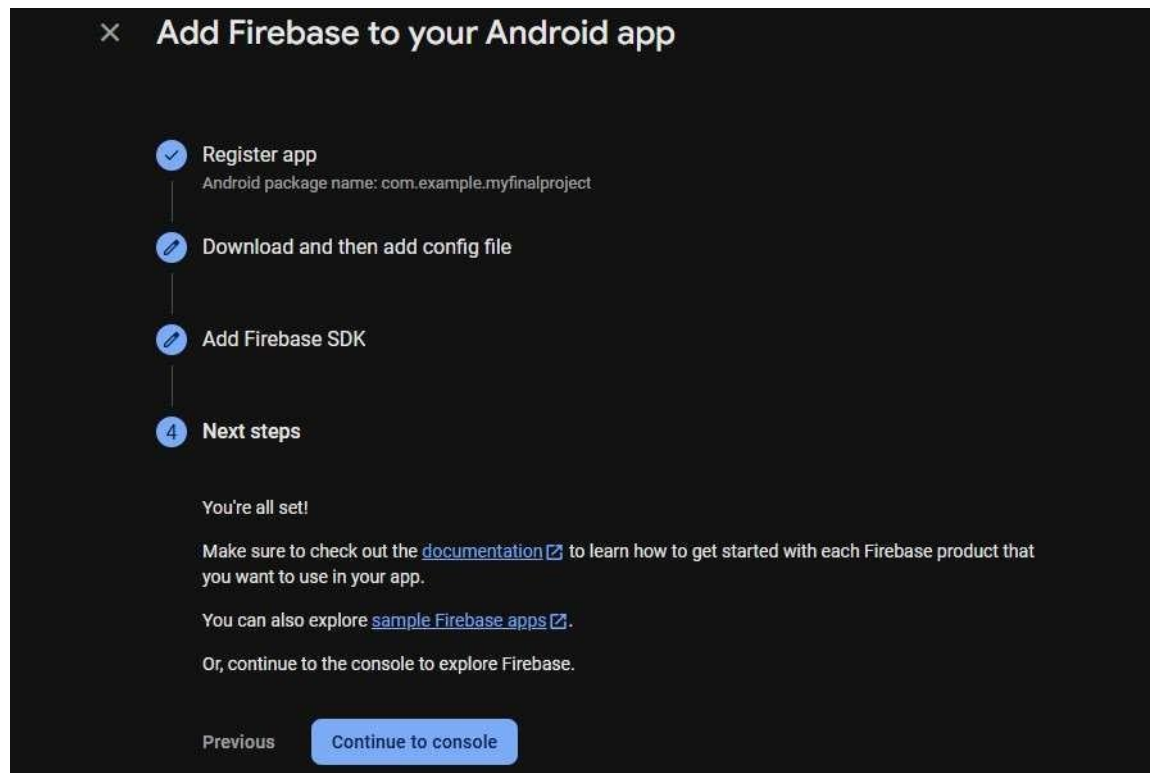 Add Firebase to your Android app
Register app
Android package name: com.example.myfinalproject
Download and then add config file
Add Firebase SDK
4 Next steps
You're all set!
Make sure to check out the documentation to learn how to get started with each Firebase product that
you want to use in your app.
You can also explore sample Firebase apps.
Or, continue to the console to explore Firebase.
Previous Continue to console